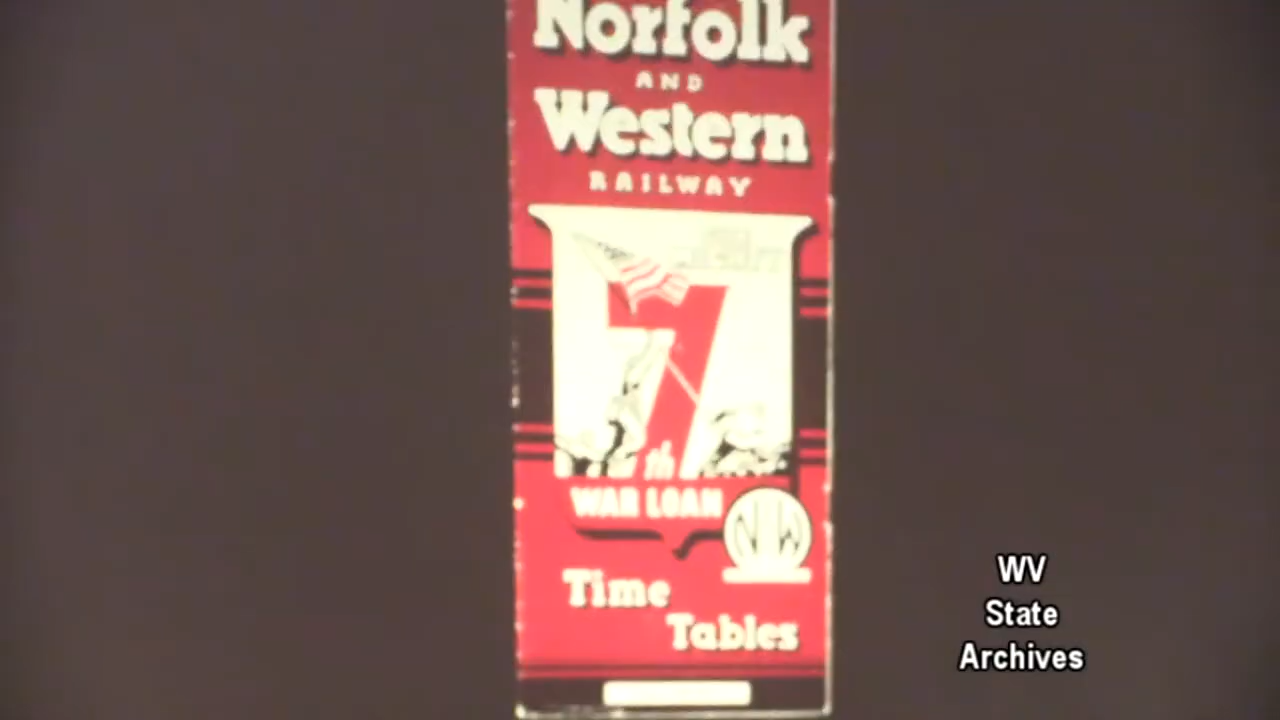 Norfolk
AND
Western
RAILWAY
7
th
WAR LOAN
N W
Time
Tables
WV
State
Archives